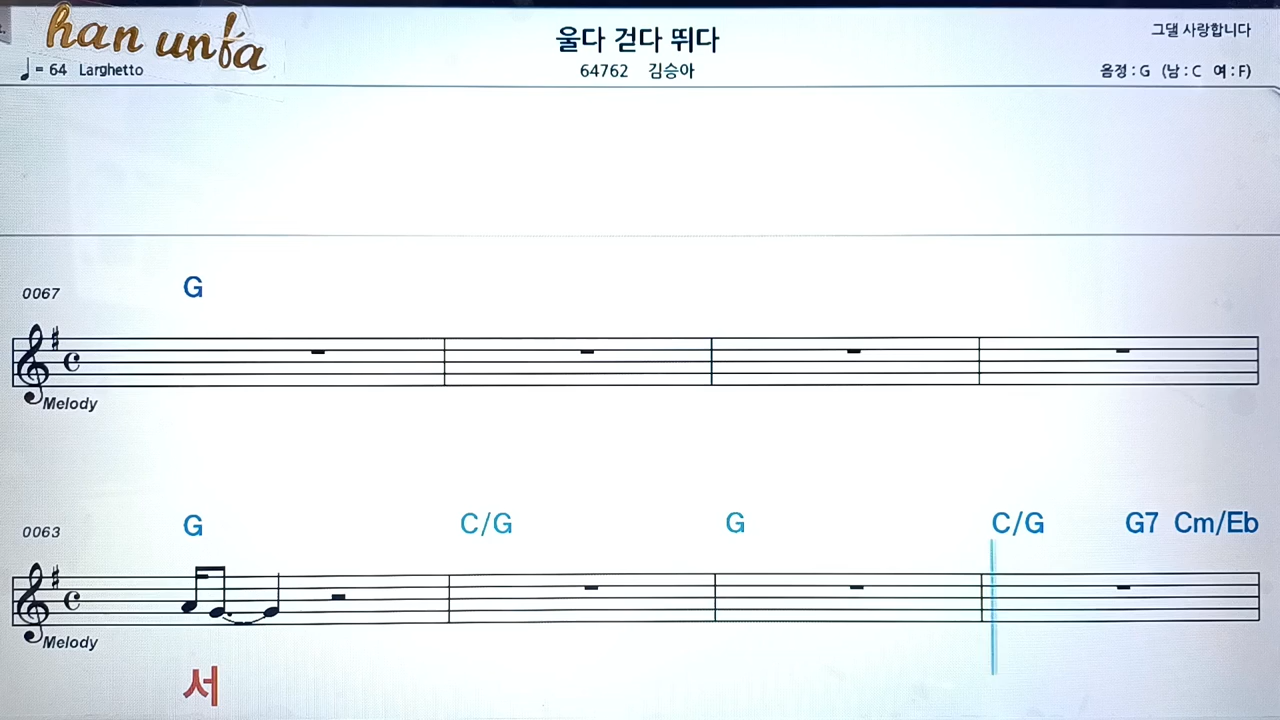 han unfa
울다 걷다 뛰다
그댈 사랑합니다
= 64 Larghetto
64762 김승아
음정 : G (남 : C 여 : F)
G
0067
Melody
G C/G G C/G G7 Cm/Eb
0063
Melody
서